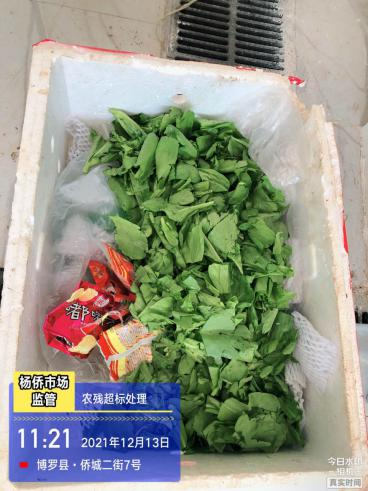 都
杨侨市场
监管
农残超标处理
11:21
2021年12月13日
博罗县·侨城二街7号
今日水印
相机
真实时间